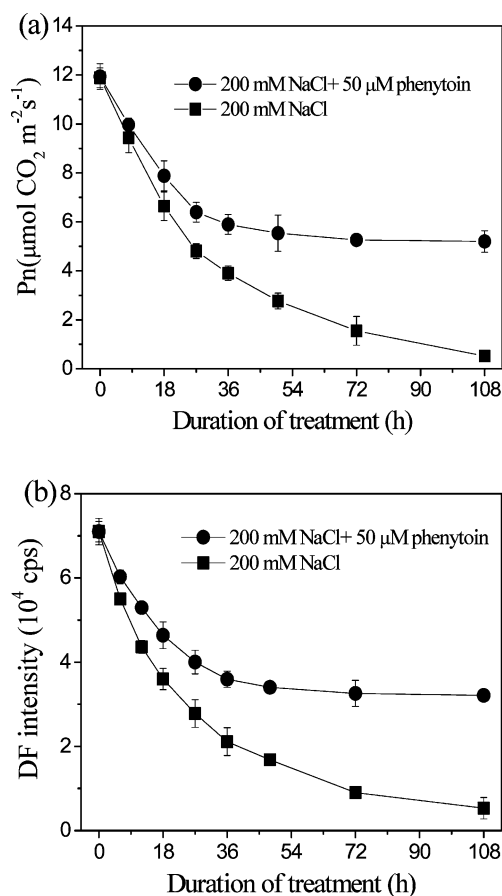 (a)
14
12
10
8
6
4
2
0
Pn(μmol CO₂ m⁻²s⁻¹)
200 mM NaCl+ 50 μM phenytoin
200 mM NaCl
0 18 36 54 72 90 108
Duration of treatment (h)
(b)
8
6
4
2
0
DF intensity (10⁴ cps)
200 mM NaCl+ 50 μM phenytoin
200 mM NaCl
0 18 36 54 72 90 108
Duration of treatment (h)